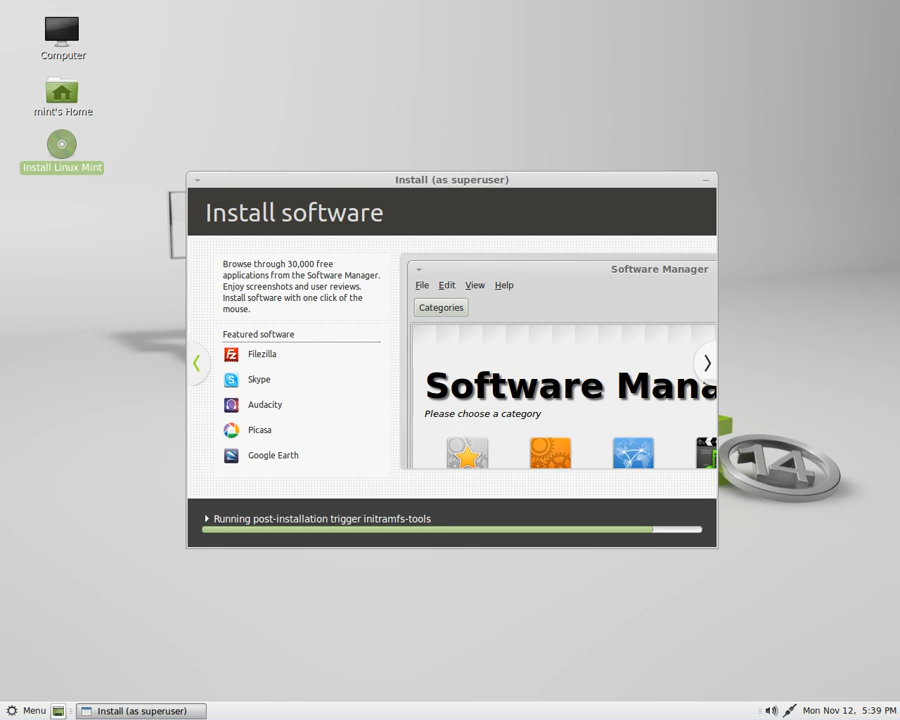 Computer
mint's Home
Install Linux Mint
Install (as superuser)
Install software
Browse through 30,000 free
applications from the Software Manager.
Enjoy screenshots and user reviews.
Install software with one click of the
mouse.
Featured software
Filezilla
Skype
Audacity
Picasa
Google Earth
Software Manager
File Edit View Help
Categories
Software Mana
Please choose a category
14
Running post-installation trigger initramfs-tools
Menu
Install (as superuser)
Mon Nov 12, 5:39 PM